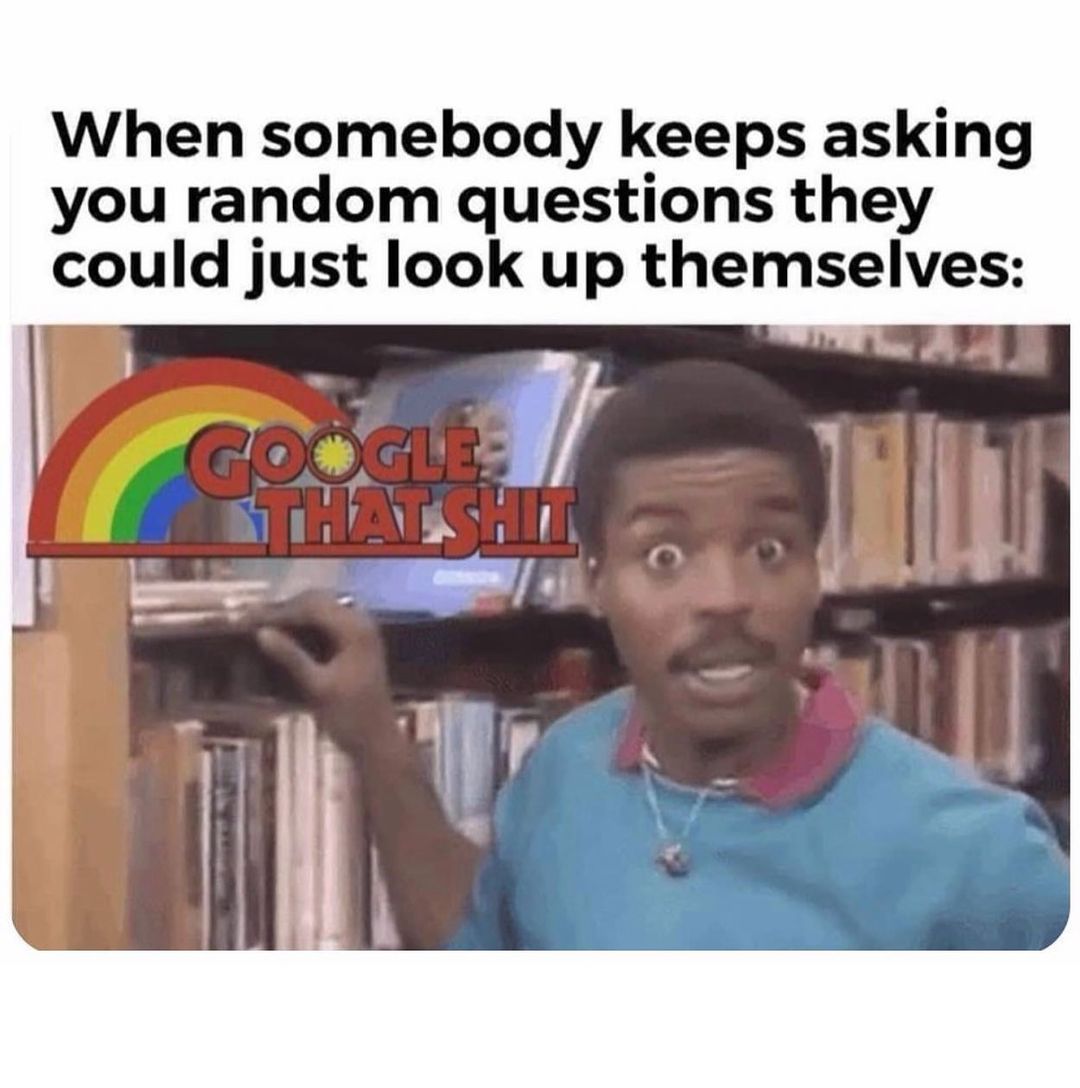 When somebody keeps asking
you random questions they
could just look up themselves:
GOOGLE
THAT SHIT